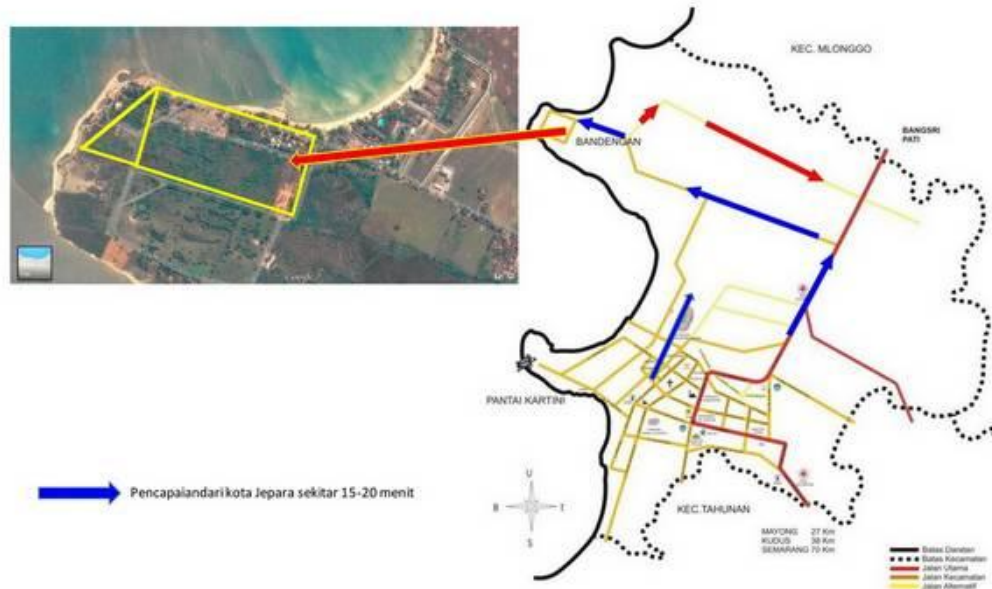 KEC. MLONGGO
BANGSRI
PATI
BANDENGAN
PANTAI KARTINI
Pencapaiandari kota Jepara sekitar 15-20 menit
U
B
T
S
KEC.TAHUNAN
MAYONG 27 Km
KUDUS 38 Km
SEMARANG 70 Km
Batas Daratan
Batas Kecamatan
Jalan Utama
Jalan Kecamatan
Jalan Alternatif